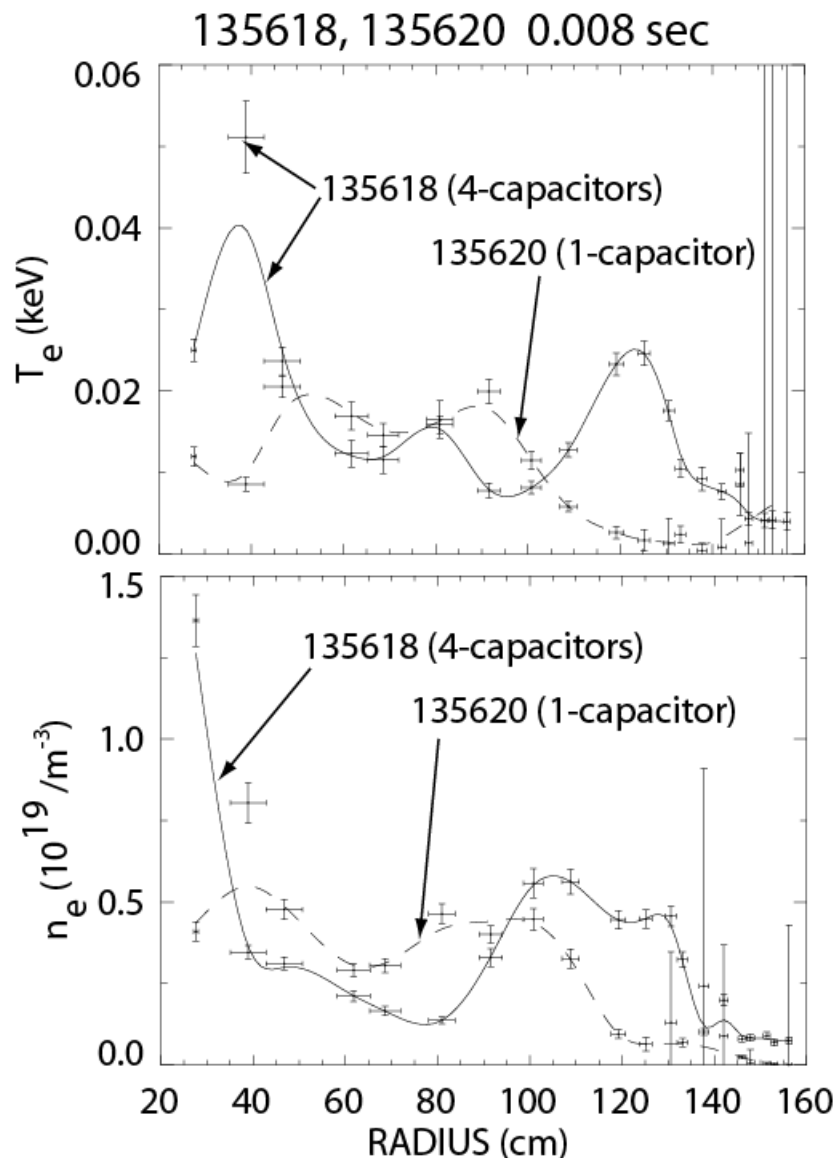 135618, 135620 0.008 sec
0.06
135618 (4-capacitors)
0.04
135620 (1-capacitor)
T_e (keV)
0.02
0.00
1.5
135618 (4-capacitors)
135620 (1-capacitor)
1.0
n_e (10^19 /m^-3)
0.5
0.0
20 40 60 80 100 120 140 160
RADIUS (cm)